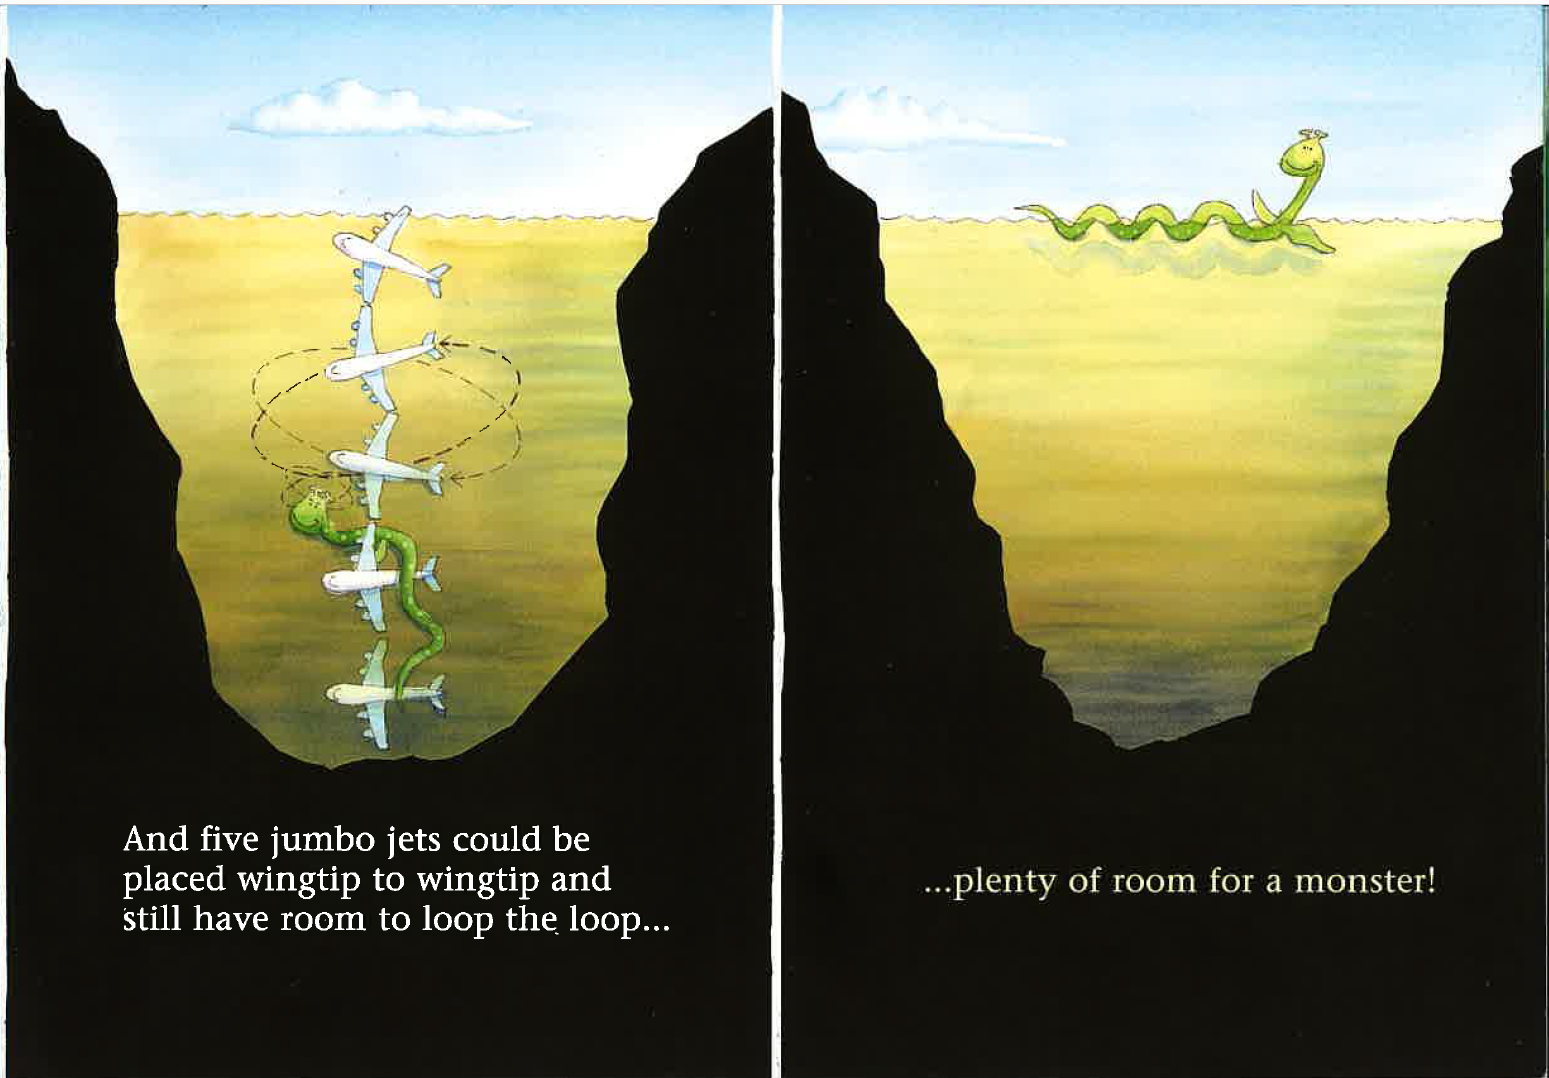 And five jumbo jets could be
placed wingtip to wingtip and
still have room to loop the loop...
...plenty of room for a monster!